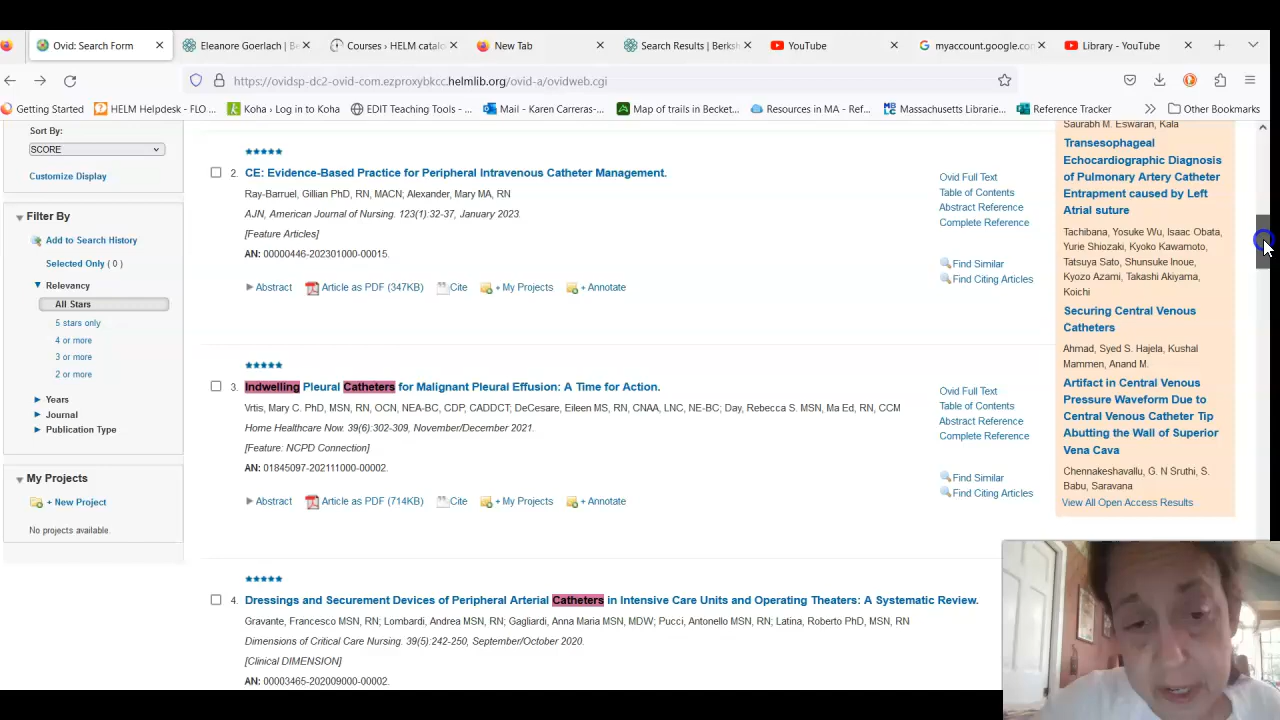 Ovid: Search Form
Eleanore Goerlach | Be
Courses › HELM catalo
New Tab
Search Results | Berksh
YouTube
myaccount.google.co
Library - YouTube
https://ovidsp-dc2-ovid-com.ezproxybkcc.helmlib.org/ovid-a/ovidweb.cgi
Getting Started
HELM Helpdesk - FLO ...
Koha › Log in to Koha
EDIT Teaching Tools - ...
Mail - Karen Carreras-...
Map of trails in Becket...
Resources in MA - Ref...
Massachusetts Librarie...
Reference Tracker
Other Bookmarks
Sort By:
SCORE
Customize Display
Filter By
Add to Search History
Selected Only ( 0 )
Relevancy
All Stars
5 stars only
4 or more
3 or more
2 or more
Years
Journal
Publication Type
My Projects
+ New Project
No projects available
2. CE: Evidence-Based Practice for Peripheral Intravenous Catheter Management.
Ray-Barruel, Gillian PhD, RN, MACN; Alexander, Mary MA, RN
AJN, American Journal of Nursing. 123(1):32-37, January 2023.
[Feature Articles]
AN: 00000446-202301000-00015.
Abstract
Article as PDF (347KB)
Cite
+ My Projects
+ Annotate
Ovid Full Text
Table of Contents
Abstract Reference
Complete Reference
Find Similar
Find Citing Articles
3. Indwelling Pleural Catheters for Malignant Pleural Effusion: A Time for Action.
Vrtis, Mary C. PhD, MSN, RN, OCN, NEA-BC, CDP, CADDCT; DeCesare, Eileen MS, RN, CNAA, LNC, NE-BC; Day, Rebecca S. MSN, Ma Ed, RN, CCM
Home Healthcare Now. 39(6):302-309, November/December 2021.
[Feature: NCPD Connection]
AN: 01845097-202111000-00002.
Abstract
Article as PDF (714KB)
Cite
+ My Projects
+ Annotate
Ovid Full Text
Table of Contents
Abstract Reference
Complete Reference
Find Similar
Find Citing Articles
4. Dressings and Securement Devices of Peripheral Arterial Catheters in Intensive Care Units and Operating Theaters: A Systematic Review.
Gravante, Francesco MSN, RN; Lombardi, Andrea MSN, RN; Gagliardi, Anna Maria MSN, MDW; Pucci, Antonello MSN, RN; Latina, Roberto PhD, MSN, RN
Dimensions of Critical Care Nursing. 39(5):242-250, September/October 2020.
[Clinical DIMENSION]
AN: 00003465-202009000-00002.
Saurabh M. Eswaran, Kala
Transesophageal
Echocardiographic Diagnosis
of Pulmonary Artery Catheter
Entrapment caused by Left
Atrial suture
Tachibana, Yosuke Wu, Isaac Obata,
Yurie Shiozaki, Kyoko Kawamoto,
Tatsuya Sato, Shunsuke Inoue,
Kyozo Azami, Takashi Akiyama,
Koichi
Securing Central Venous
Catheters
Ahmad, Syed S. Hajela, Kushal
Mammen, Anand M.
Artifact in Central Venous
Pressure Waveform Due to
Central Venous Catheter Tip
Abutting the Wall of Superior
Vena Cava
Chennakeshavallu, G. N Sruthi, S.
Babu, Saravana
View All Open Access Results